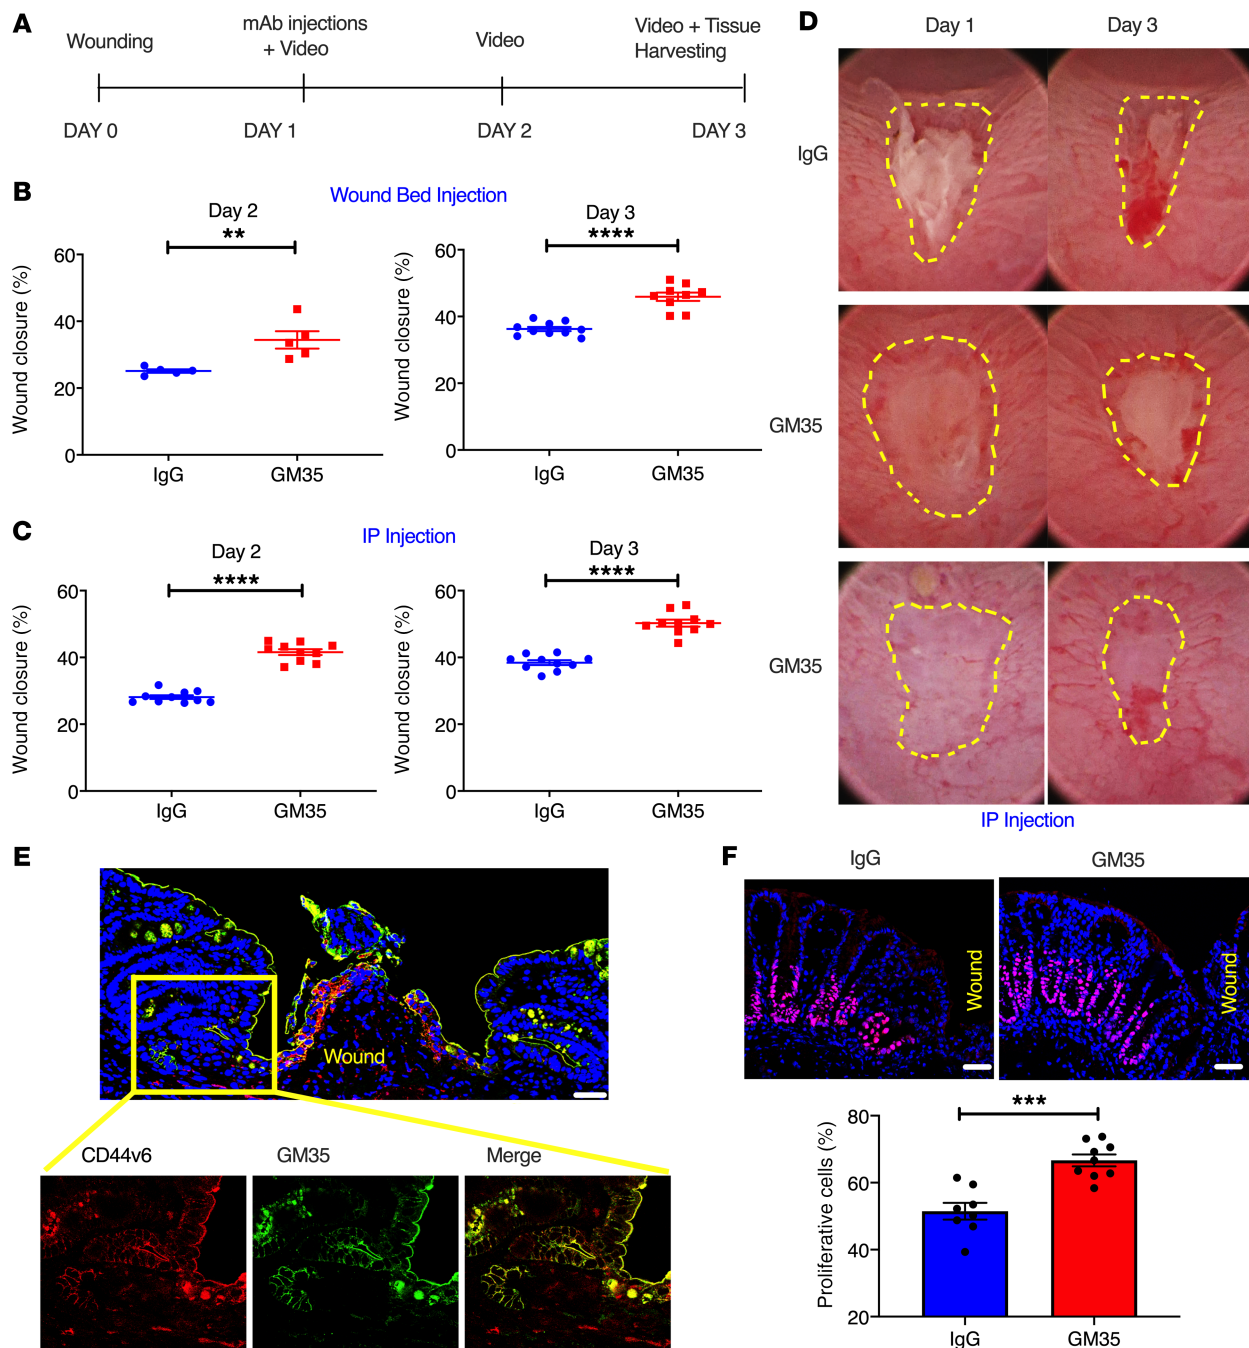 A
Wounding
mAb injections
+ Video
Video
Video + Tissue
Harvesting
DAY 0
DAY 1
DAY 2
DAY 3
B
Wound Bed Injection
Day 2
**
Wound closure (%)
60
40
20
0
IgG
GM35
Day 3
****
Wound closure (%)
60
40
20
0
IgG
GM35
C
IP Injection
Day 2
****
Wound closure (%)
60
40
20
0
IgG
GM35
Day 3
****
Wound closure (%)
60
40
20
0
IgG
GM35
D
Day 1
Day 3
IgG
GM35
GM35
IP Injection
E
Wound
CD44v6
GM35
Merge
F
IgG
GM35
Wound
Wound
***
Proliferative cells (%)
80
60
40
20
IgG
GM35